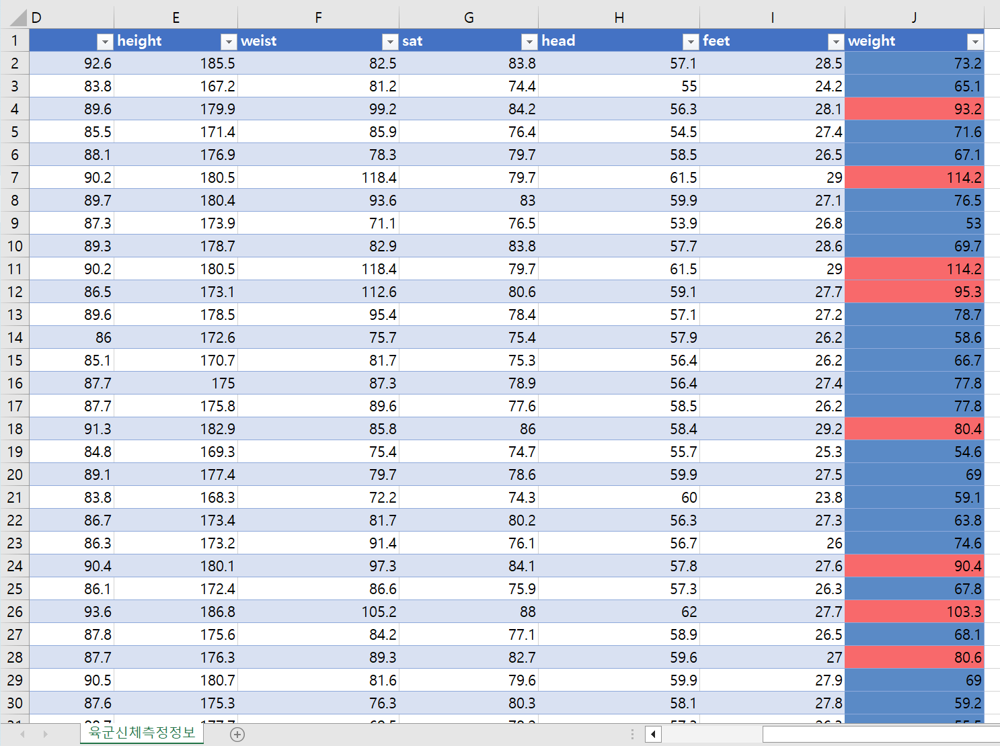 D E F G H I J
1 height weist sat head feet weight
2 92.6 185.5 82.5 83.8 57.1 28.5 73.2
3 83.8 167.2 81.2 74.4 55 24.2 65.1
4 89.6 179.9 99.2 84.2 56.3 28.1 93.2
5 85.5 171.4 85.9 76.4 54.5 27.4 71.6
6 88.1 176.9 78.3 79.7 58.5 26.5 67.1
7 90.2 180.5 118.4 79.7 61.5 29 114.2
8 89.7 180.4 93.6 83 59.9 27.1 76.5
9 87.3 173.9 71.1 76.5 53.9 26.8 53
10 89.3 178.7 82.9 83.8 57.7 28.6 69.7
11 90.2 180.5 118.4 79.7 61.5 29 114.2
12 86.5 173.1 112.6 80.6 59.1 27.7 95.3
13 89.6 178.5 95.4 78.4 57.1 27.2 78.7
14 86 172.6 75.7 75.4 57.9 26.2 58.6
15 85.1 170.7 81.7 75.3 56.4 26.2 66.7
16 87.7 175 87.3 78.9 56.4 27.4 77.8
17 87.7 175.8 89.6 77.6 58.5 26.2 77.8
18 91.3 182.9 85.8 86 58.4 29.2 80.4
19 84.8 169.3 75.4 74.7 55.7 25.3 54.6
20 89.1 177.4 79.7 78.6 59.9 27.5 69
21 83.8 168.3 72.2 74.3 60 23.8 59.1
22 86.7 173.4 81.7 80.2 56.3 27.3 63.8
23 86.3 173.2 91.4 76.1 56.7 26 74.6
24 90.4 180.1 97.3 84.1 57.8 27.6 90.4
25 86.1 172.4 86.6 75.9 57.3 26.3 67.8
26 93.6 186.8 105.2 88 62 27.7 103.3
27 87.8 175.6 84.2 77.1 58.9 26.5 68.1
28 87.7 176.3 89.3 82.7 59.6 27 80.6
29 90.5 180.7 81.6 79.6 59.9 27.9 69
30 87.6 175.3 76.3 80.3 58.1 27.8 59.2
육군신체측정정보